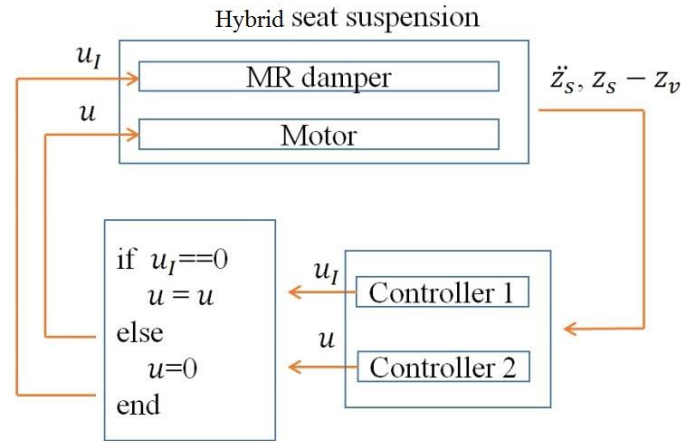 Hybrid seat suspension
u_I
MR damper
z̈_s, z_s − z_v
u
Motor
if u_I==0
u = u
else
u=0
end
u_I
Controller 1
u
Controller 2